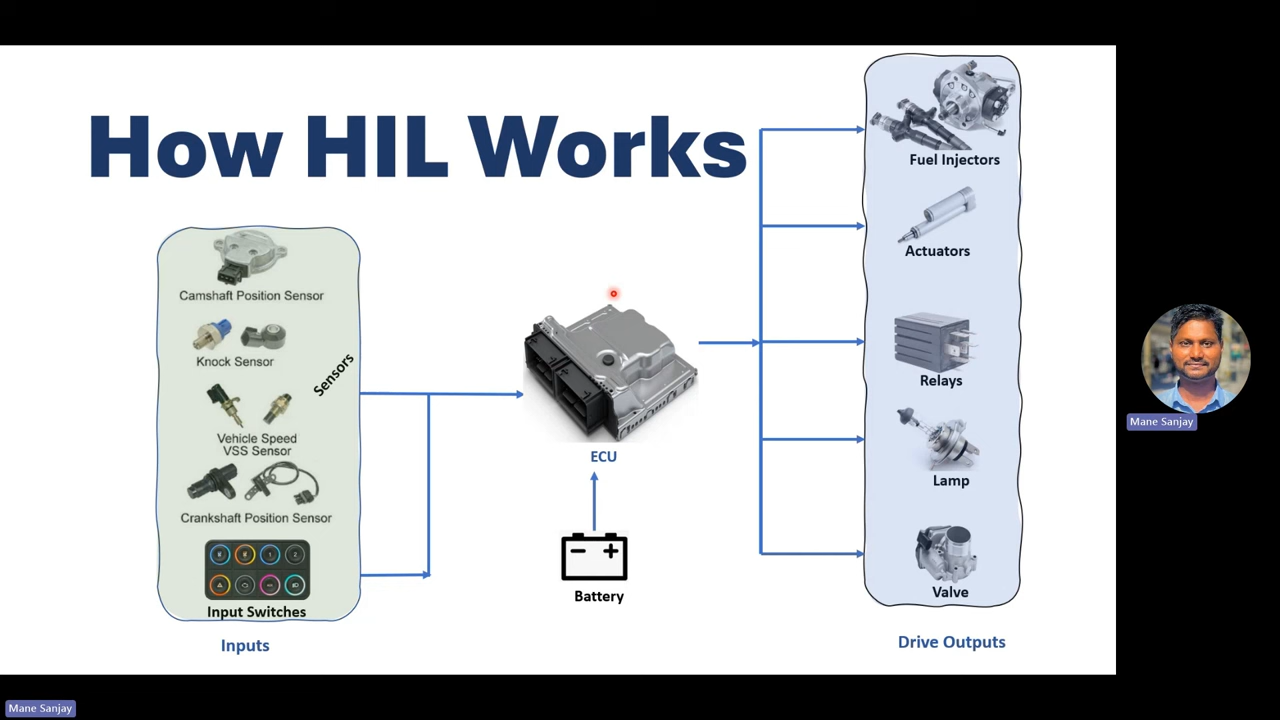 How HIL Works
Camshaft Position Sensor
Knock Sensor
Sensors
Vehicle Speed
VSS Sensor
Crankshaft Position Sensor
Input Switches
Inputs
ECU
Battery
Fuel Injectors
Actuators
Relays
Lamp
Valve
Drive Outputs
Mane Sanjay
Mane Sanjay